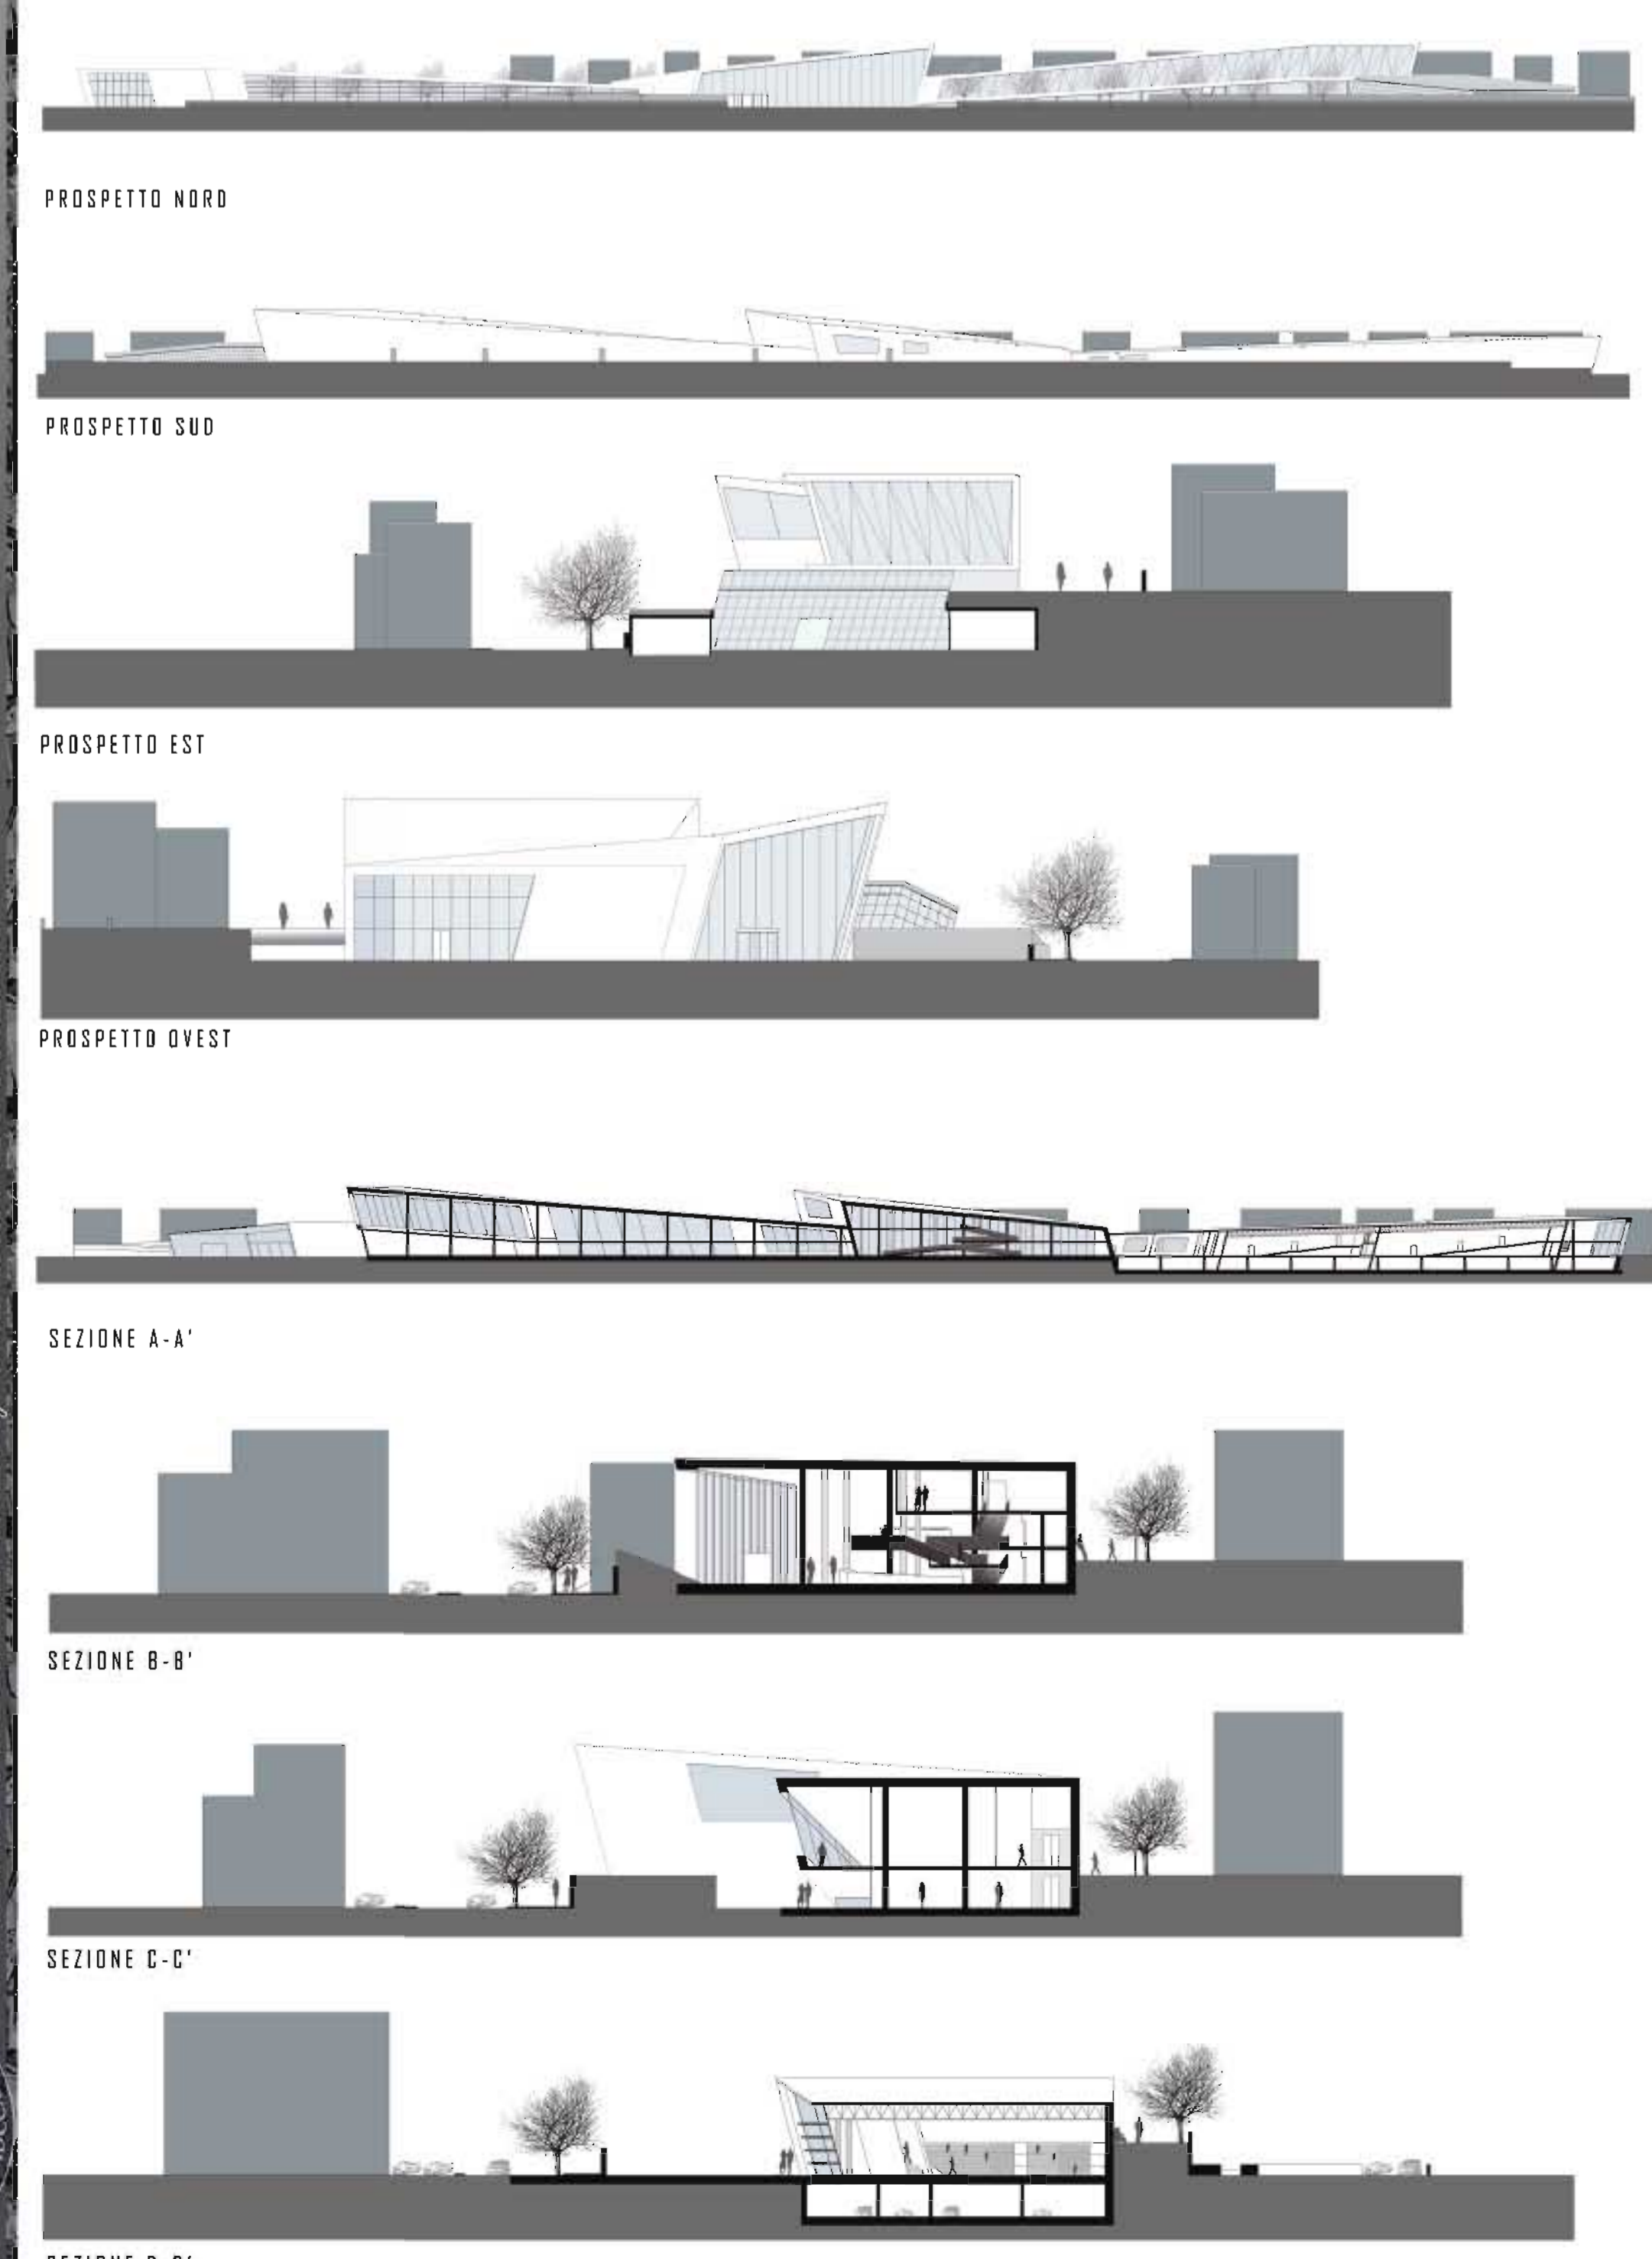 PROSPETTO NORD
PROSPETTO SUD
PROSPETTO EST
PROSPETTO OVEST
SEZIONE A-A'
SEZIONE B-B'
SEZIONE C-C'